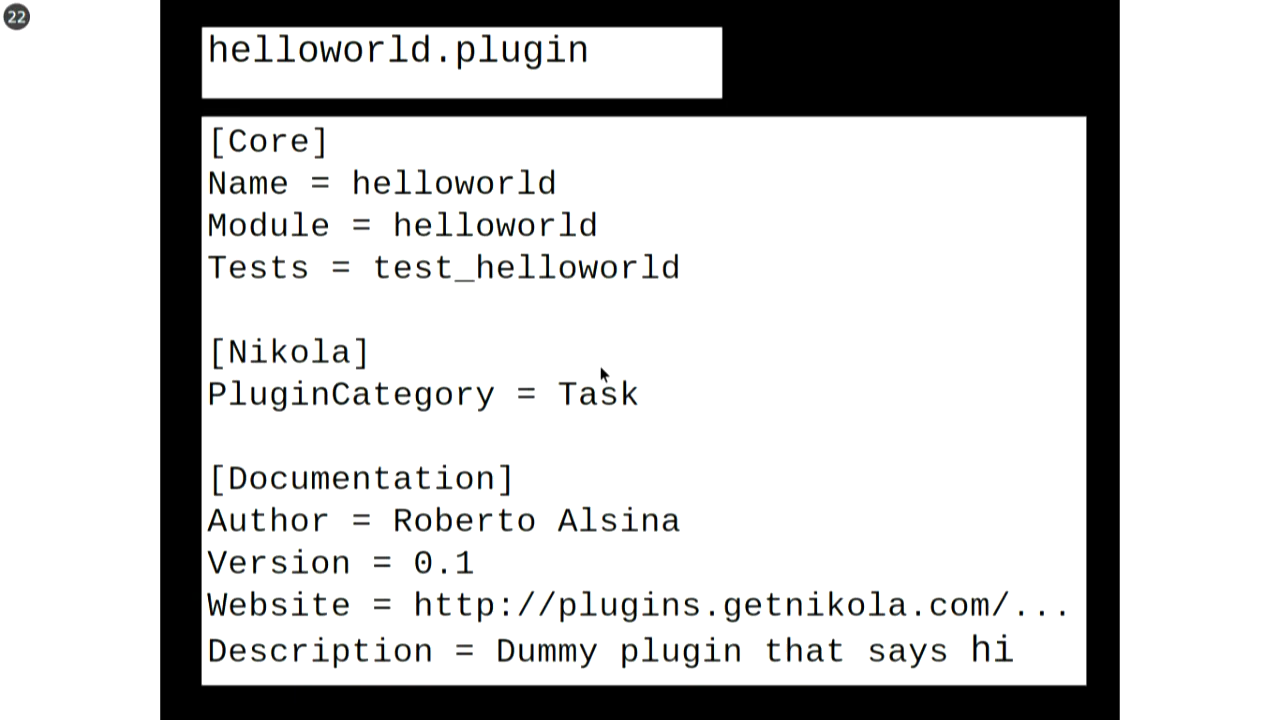 22
helloworld.plugin
[Core]
Name = helloworld
Module = helloworld
Tests = test_helloworld
[Nikola]
PluginCategory = Task
[Documentation]
Author = Roberto Alsina
Version = 0.1
Website = http://plugins.getnikola.com/...
Description = Dummy plugin that says hi